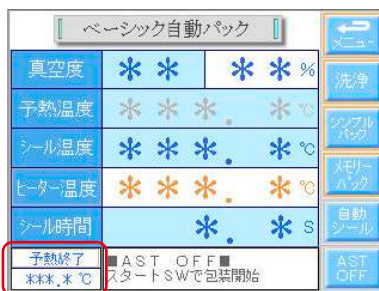 ベーシック自動パック
メニュー
真空度 ** **%
洗浄
予熱温度 ***.*℃
シンプル
パック
シール温度 ***.*℃
メモリー
パック
ヒーター温度 ***.*℃
シール時間 *.*S
自動
シール
予熱終了
***.*℃
■AST OFF■
スタートSWで包装開始
AST
OFF